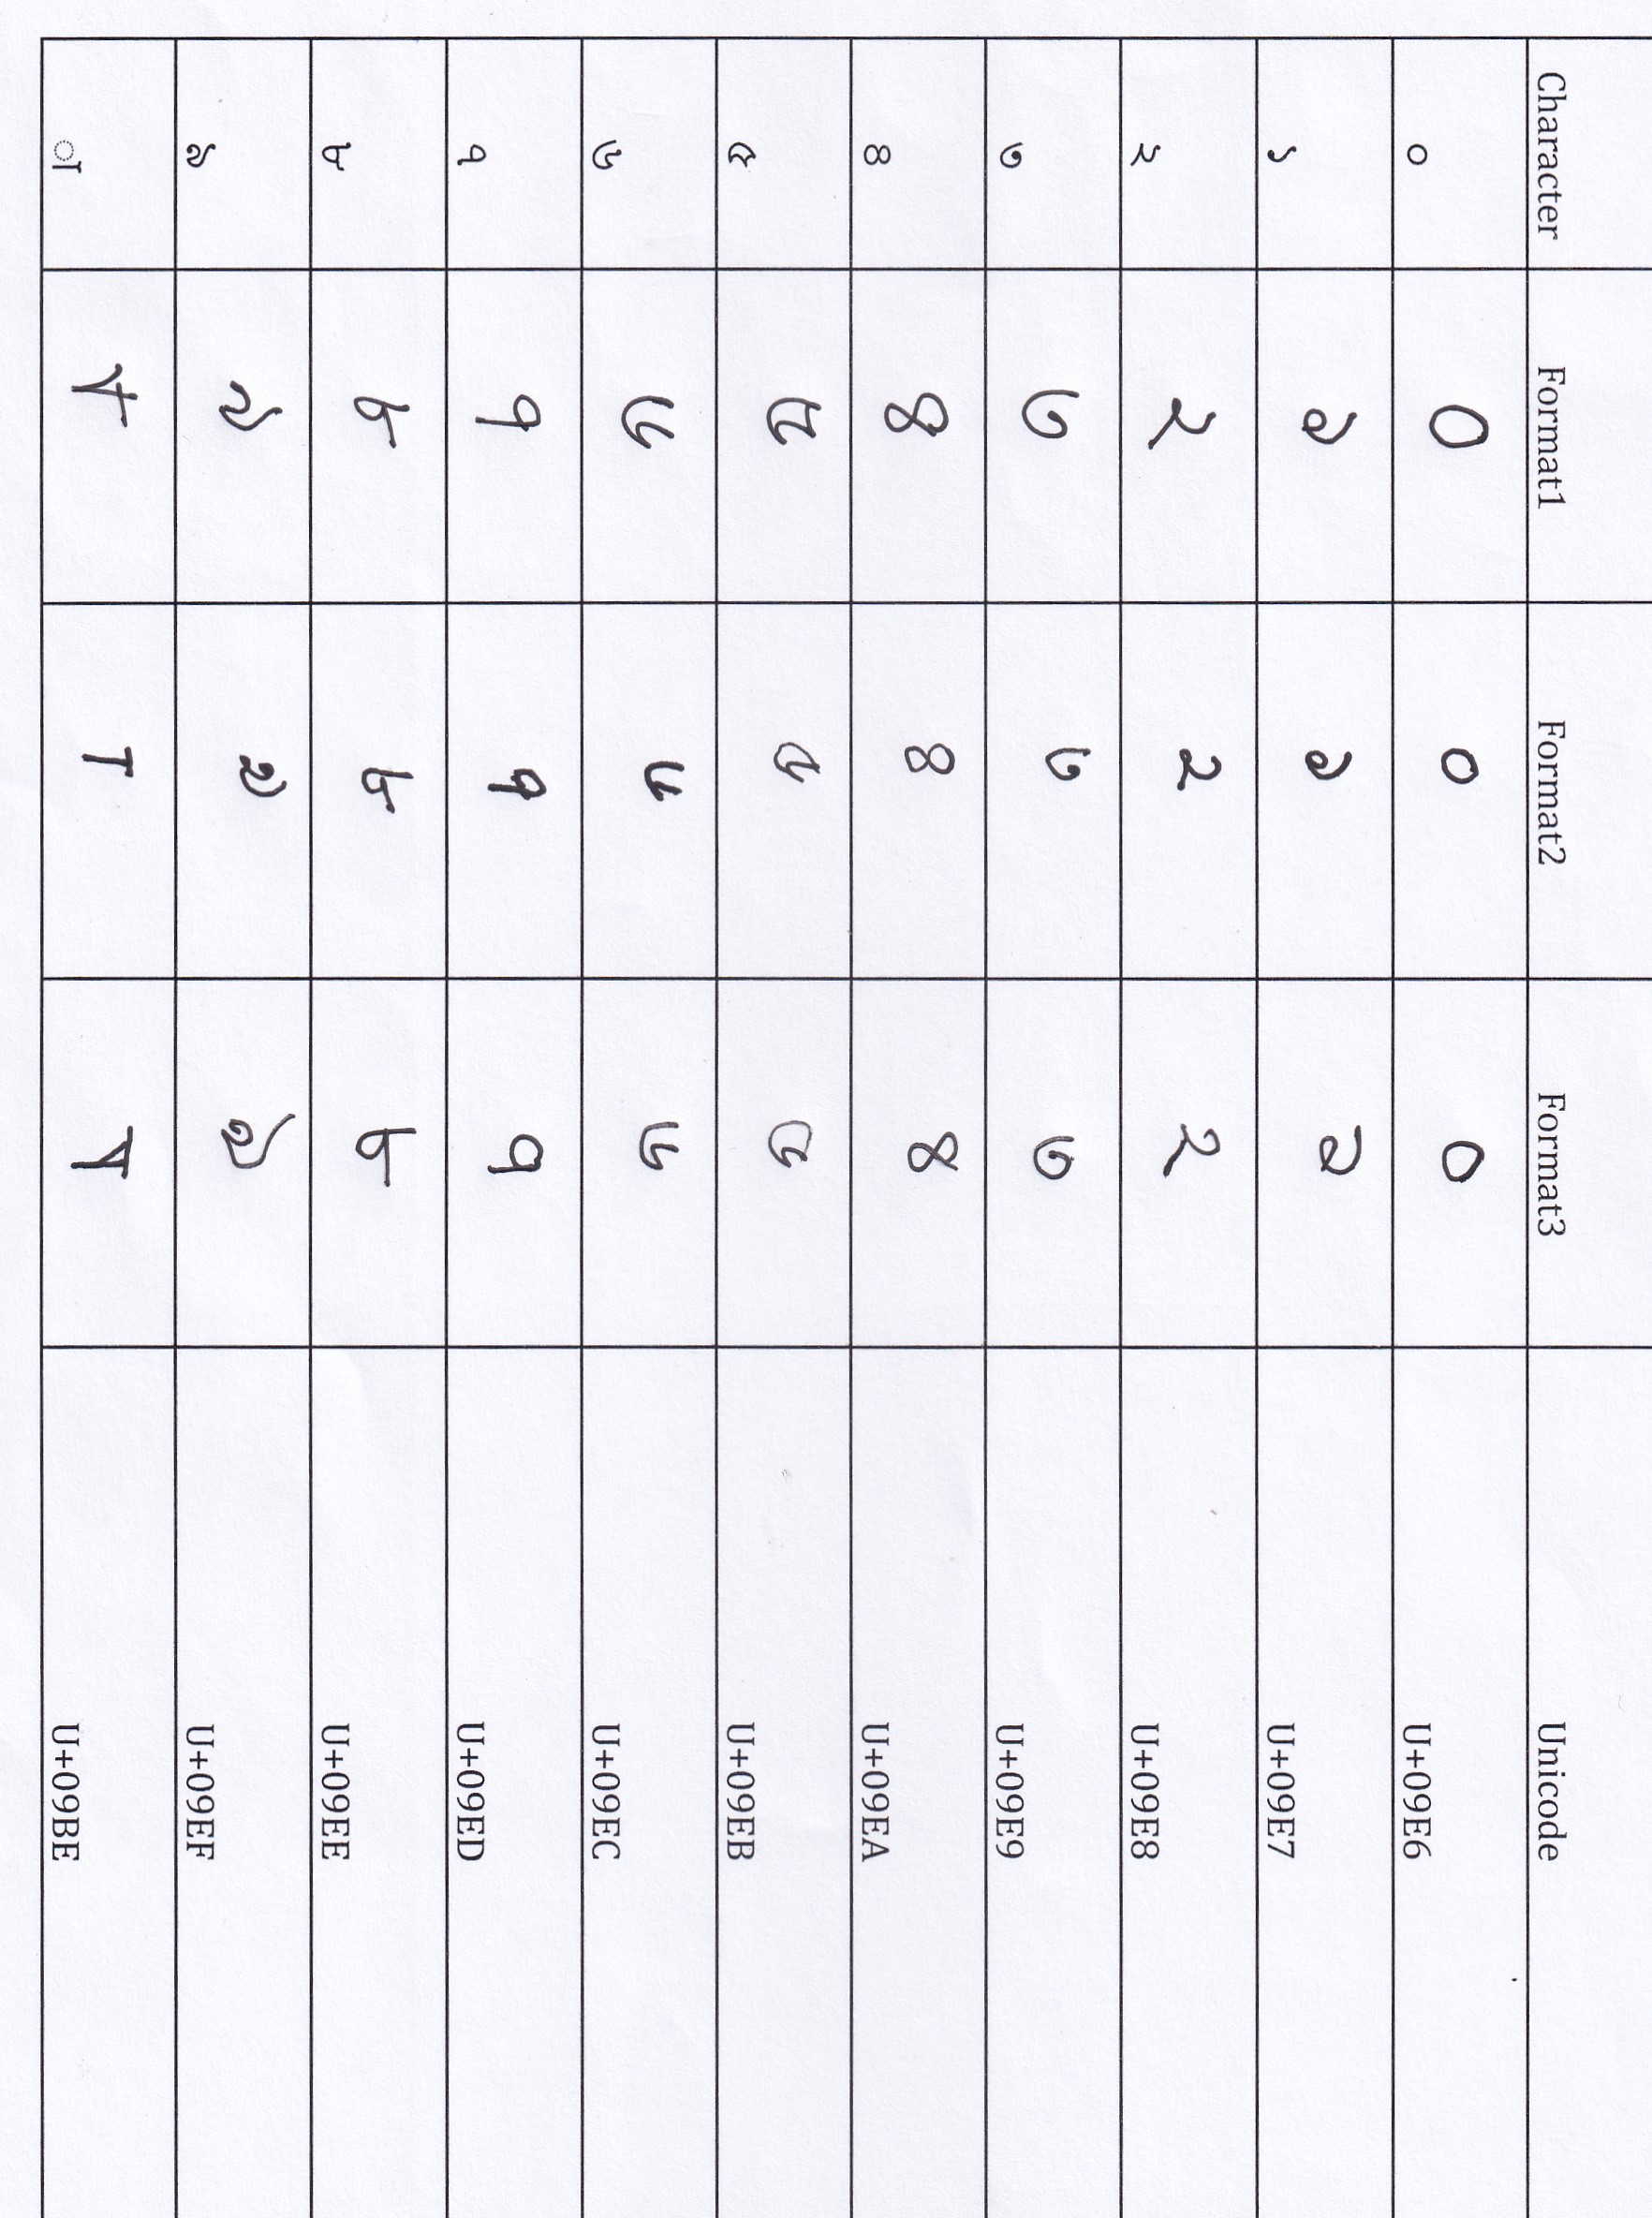 Character Format1 Format2 Format3 Unicode
০ ০ ০ ০ U+09E6
১ ১ ১ ১ U+09E7
২ ২ ২ ২ U+09E8
৩ ৩ ৩ ৩ U+09E9
৪ ৪ ৪ ৪ U+09EA
৫ ৫ ৫ ৫ U+09EB
৬ ৬ ৬ ৬ U+09EC
৭ ৭ ৭ ৭ U+09ED
৮ ৮ ৮ ৮ U+09EE
৯ ৯ ৯ ৯ U+09EF
া া া া U+09BE